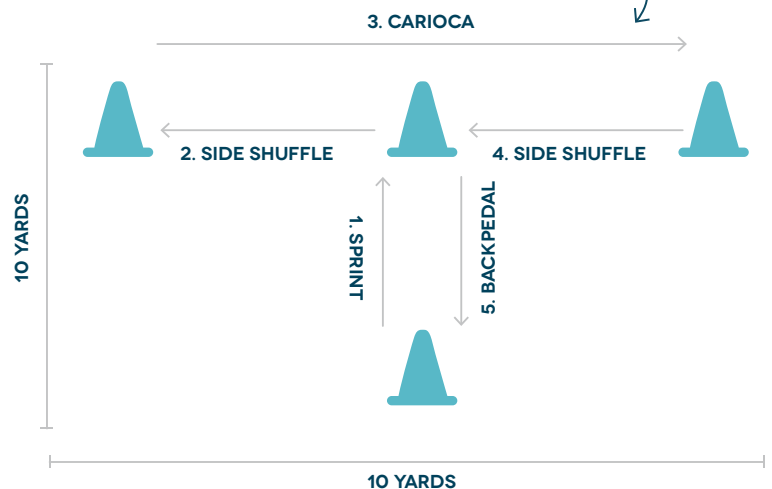 3. CARIOCA
2. SIDE SHUFFLE
4. SIDE SHUFFLE
10 YARDS
1. SPRINT
5. BACKPEDAL
10 YARDS